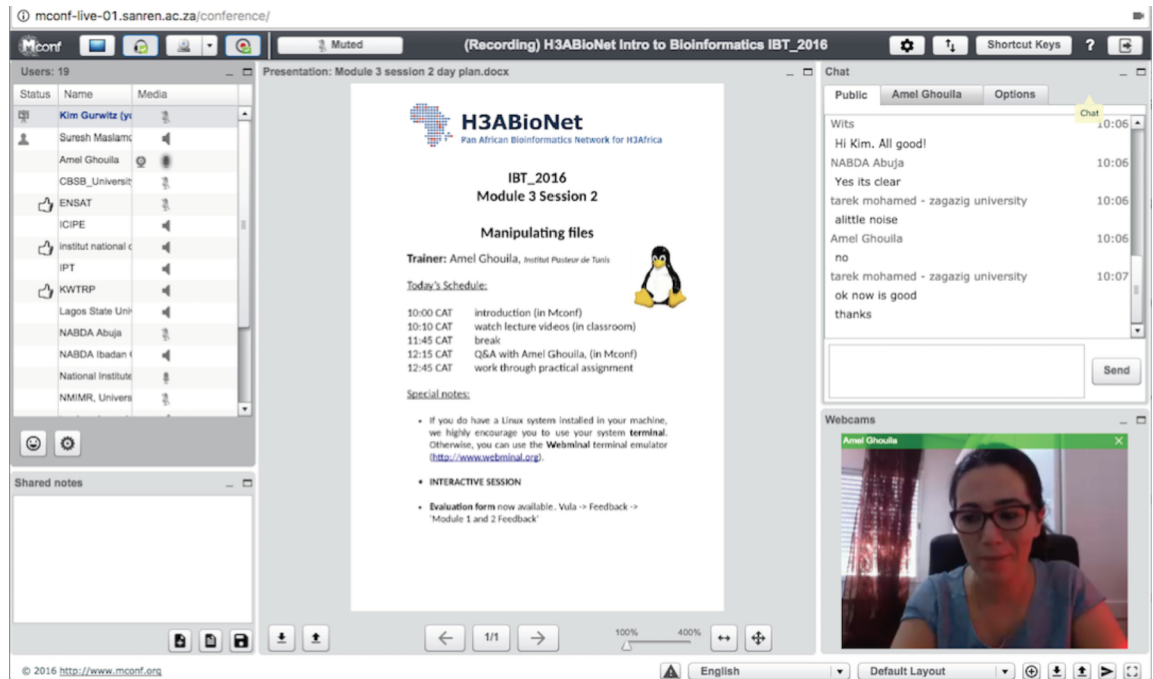 mconf-live-01.sanren.ac.za/conference/
Mconf
Muted
(Recording) H3ABioNet Intro to Bioinformatics IBT_2016
Shortcut Keys
?
Users: 19
Status Name Media
Kim Gurwitz (yo
Suresh Maslamo
Amel Ghouila
CBSB_Universit
ENSAT
ICIPE
institut national d
IPT
KWTRP
Lagos State Uni
NABDA Abuja
NABDA Ibadan
National Institute
NMIMR, Univers
Shared notes
Presentation: Module 3 session 2 day plan.docx
H3ABioNet
Pan African Bioinformatics Network for H3Africa
IBT_2016
Module 3 Session 2
Manipulating files
Trainer: Amel Ghouila, Institut Pasteur de Tunis
Today's Schedule:
10:00 CAT introduction (in Mconf)
10:10 CAT watch lecture videos (in classroom)
11:45 CAT break
12:15 CAT Q&A with Amel Ghouila, (in Mconf)
12:45 CAT work through practical assignment
Special notes:
• If you do have a Linux system installed in your machine,
we highly encourage you to use your system terminal.
Otherwise, you can use the Webminal terminal emulator
(http://www.webminal.org).
• INTERACTIVE SESSION
• Evaluation form now available. Vula -> Feedback ->
'Module 1 and 2 Feedback'
1/1
100% 400%
Chat
Public Amel Ghouila Options
Chat
Wits 10:06
Hi Kim. All good!
NABDA Abuja 10:06
Yes its clear
tarek mohamed - zagazig university 10:06
alittle noise
Amel Ghouila 10:06
no
tarek mohamed - zagazig university 10:07
ok now is good
thanks
Send
Webcams
Amel Ghouila
© 2016 http://www.mconf.org
English
Default Layout